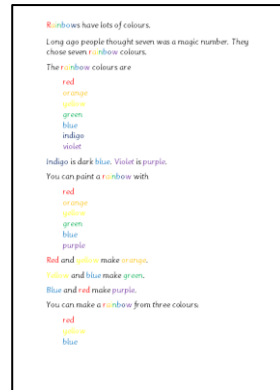 Rainbows have lots of colours.
Long ago people thought seven was a magic number. They
chose seven rainbow colours.
The rainbow colours are
red
orange
yellow
green
blue
indigo
violet
Indigo is dark blue. Violet is purple.
You can paint a rainbow with
red
orange
yellow
green
blue
purple
Red and yellow make orange.
Yellow and blue make green.
Blue and red make purple.
You can make a rainbow from three colours:
red
yellow
blue